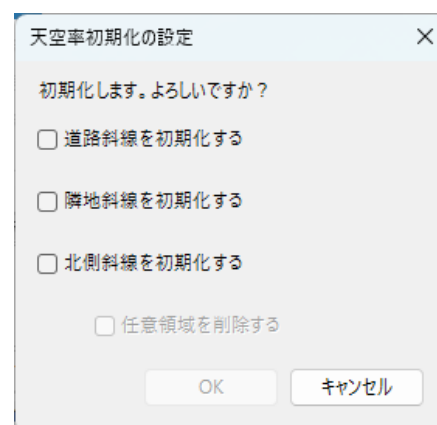 天空率初期化の設定
初期化します。よろしいですか？
道路斜線を初期化する
隣地斜線を初期化する
北側斜線を初期化する
任意領域を削除する
OK
キャンセル